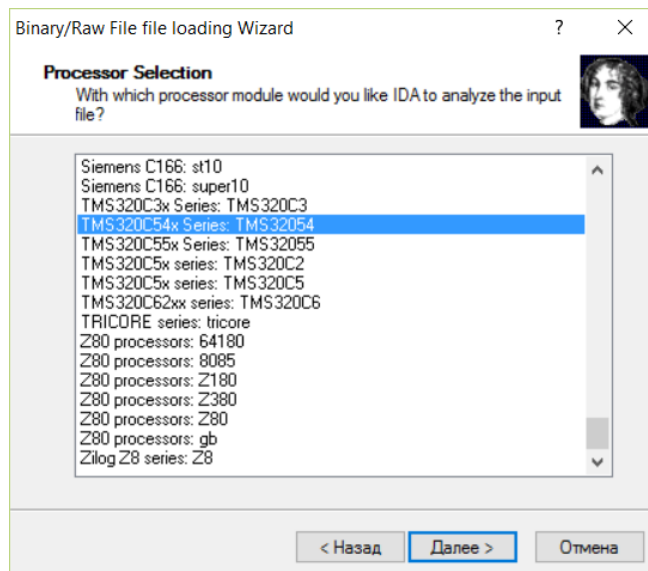 Binary/Raw File file loading Wizard
Processor Selection
With which processor module would you like IDA to analyze the input
file?
Siemens C166: st10
Siemens C166: super10
TMS320C3x Series: TMS320C3
TMS320C54x Series: TMS32054
TMS320C55x Series: TMS32055
TMS320C5x series: TMS320C2
TMS320C5x series: TMS320C5
TMS320C62xx series: TMS320C6
TRICORE series: tricore
Z80 processors: 64180
Z80 processors: 8085
Z80 processors: Z180
Z80 processors: Z380
Z80 processors: Z80
Z80 processors: gb
Zilog Z8 series: Z8
< Назад Далее > Отмена